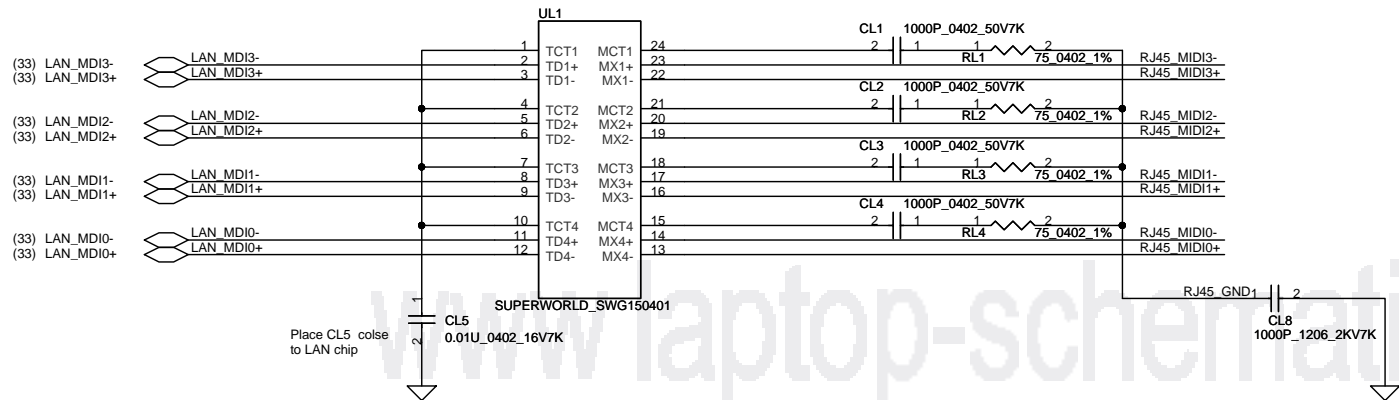 UL1
CL1 1000P_0402_50V7K
2 1 1 2
RL1 75_0402_1%
(33) LAN_MDI3- LAN_MDI3- 1 TCT1 MCT1 24
2 TD1+ MX1+ 23 RJ45_MIDI3-
(33) LAN_MDI3+ LAN_MDI3+ 3 TD1- MX1- 22 RJ45_MIDI3+
CL2 1000P_0402_50V7K
4 TCT2 MCT2 21 2 1 1 2
RL2 75_0402_1%
(33) LAN_MDI2- LAN_MDI2- 5 TD2+ MX2+ 20 RJ45_MIDI2-
(33) LAN_MDI2+ LAN_MDI2+ 6 TD2- MX2- 19 RJ45_MIDI2+
CL3 1000P_0402_50V7K
7 TCT3 MCT3 18 2 1 1 2
RL3 75_0402_1%
(33) LAN_MDI1- LAN_MDI1- 8 TD3+ MX3+ 17 RJ45_MIDI1-
(33) LAN_MDI1+ LAN_MDI1+ 9 TD3- MX3- 16 RJ45_MIDI1+
CL4 1000P_0402_50V7K
10 TCT4 MCT4 15 2 1 1 2
RL4 75_0402_1%
(33) LAN_MDI0- LAN_MDI0- 11 TD4+ MX4+ 14 RJ45_MIDI0-
(33) LAN_MDI0+ LAN_MDI0+ 12 TD4- MX4- 13 RJ45_MIDI0+
SUPERWORLD_SWG150401
RJ45_GND 1 2
CL8
1000P_1206_2KV7K
1
CL5
2
0.01U_0402_16V7K
Place CL5 colse
to LAN chip
www.laptop-schemati